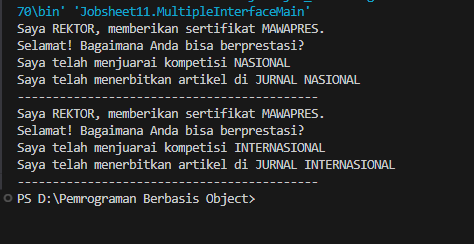 70\bin' 'Jobsheet11.MultipleInterfaceMain'
Saya REKTOR, memberikan sertifikat MAWAPRES.
Selamat! Bagaimana Anda bisa berprestasi?
Saya telah menjuarai kompetisi NASIONAL
Saya telah menerbitkan artikel di JURNAL NASIONAL
-----------------------------------------
Saya REKTOR, memberikan sertifikat MAWAPRES.
Selamat! Bagaimana Anda bisa berprestasi?
Saya telah menjuarai kompetisi INTERNASIONAL
Saya telah menerbitkan artikel di JURNAL INTERNASIONAL
-----------------------------------------
PS D:\Pemrograman Berbasis Object>